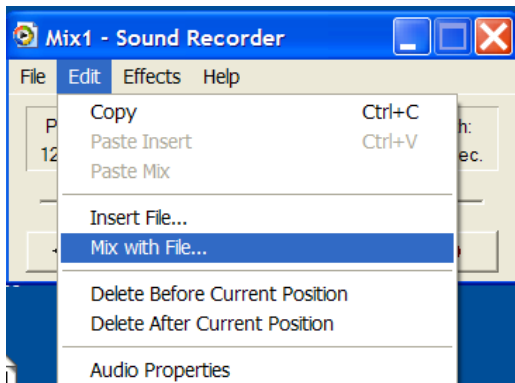 Mix1 - Sound Recorder
File Edit Effects Help
Copy Ctrl+C
Paste Insert Ctrl+V
Paste Mix
Insert File...
Mix with File...
Delete Before Current Position
Delete After Current Position
Audio Properties